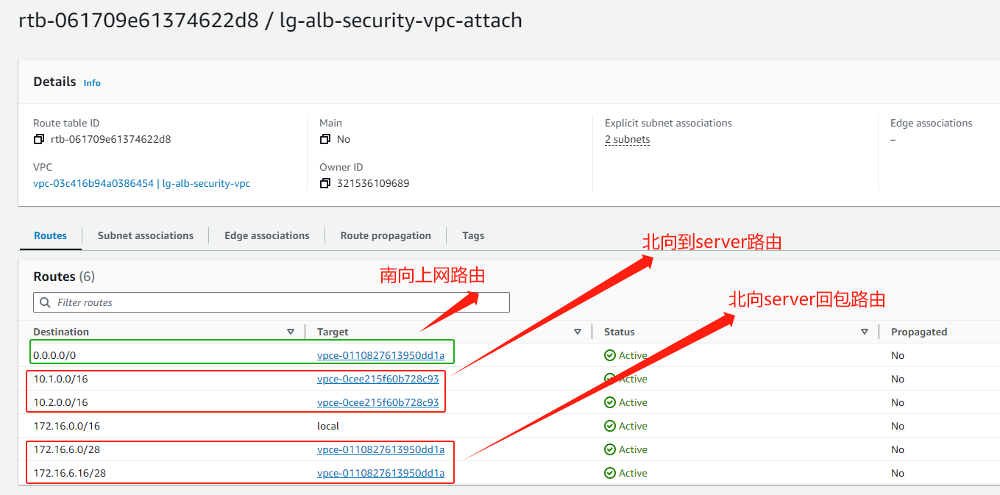 rtb-061709e61374622d8 / lg-alb-security-vpc-attach
Details Info
Route table ID
rtb-061709e61374622d8
Main
No
Explicit subnet associations
2 subnets
Edge associations
–
VPC
vpc-03c416b94a0386454 | lg-alb-security-vpc
Owner ID
321536109689
Routes Subnet associations Edge associations Route propagation Tags
北向到server路由
南向上网路由
北向server回包路由
Routes (6)
Filter routes
Destination Target Status Propagated
0.0.0.0/0 vpce-0110827613950dd1a Active No
10.1.0.0/16 vpce-0cee215f60b728c93 Active No
10.2.0.0/16 vpce-0cee215f60b728c93 Active No
172.16.0.0/16 local Active No
172.16.6.0/28 vpce-0110827613950dd1a Active No
172.16.6.16/28 vpce-0110827613950dd1a Active No